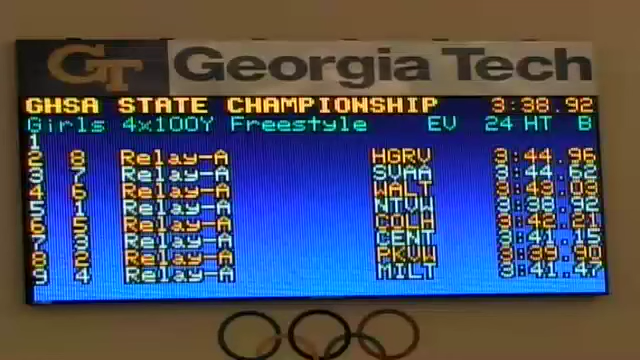 GT Georgia Tech
GHSA STATE CHAMPIONSHIP 3:38.92
Girls 4x100Y Freestyle EV 24 HT B
1
2 8 Relay-A HGRV 3:44.96
3 7 Relay-A SVAA 3:44.62
4 6 Relay-A WALT 3:43.03
5 1 Relay-A NTVW 3:38.92
6 5 Relay-A COLH 3:42.21
7 3 Relay-A CENT 3:41.15
8 2 Relay-A PKVW 3:39.90
9 4 Relay-A MILT 3:41.47